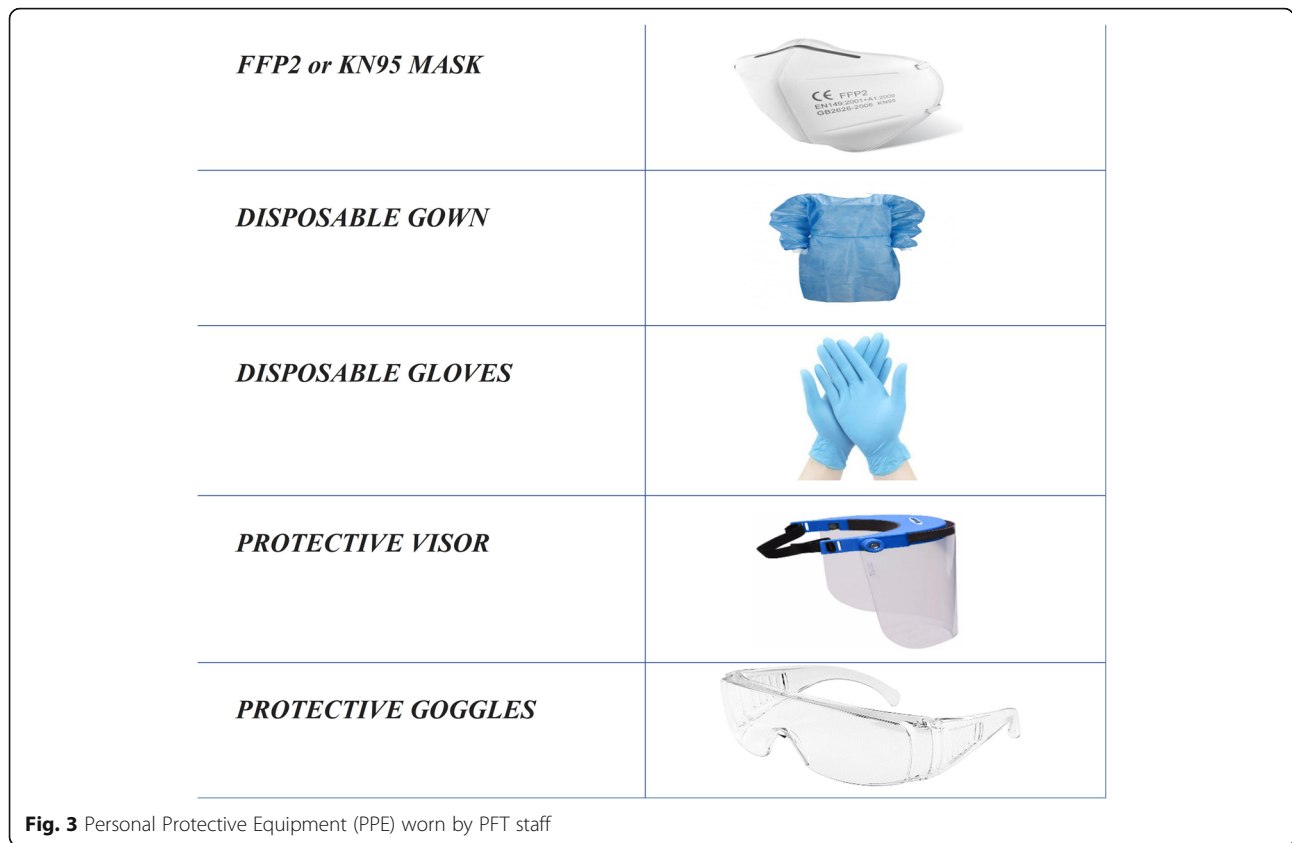 FFP2 or KN95 MASK
CE FFP2
EN149:2001+A1:2009
GB2626-2006 KN95
DISPOSABLE GOWN
DISPOSABLE GLOVES
PROTECTIVE VISOR
PROTECTIVE GOGGLES
Fig. 3 Personal Protective Equipment (PPE) worn by PFT staff